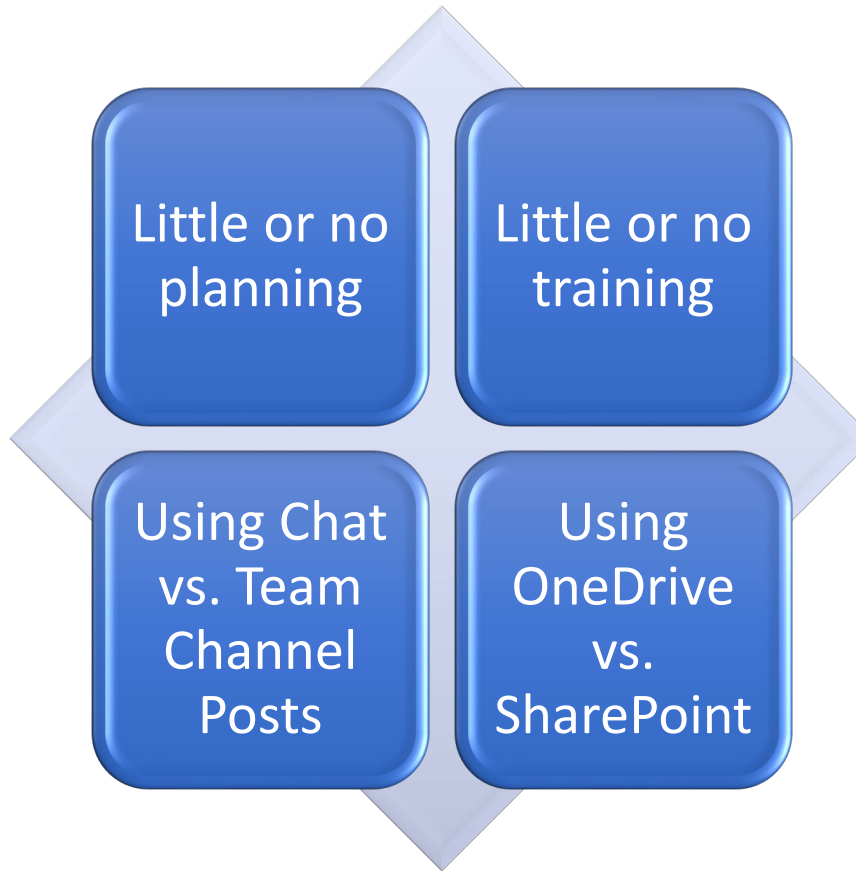 Little or no
planning
Little or no
training
Using Chat
vs. Team
Channel
Posts
Using
OneDrive
vs.
SharePoint